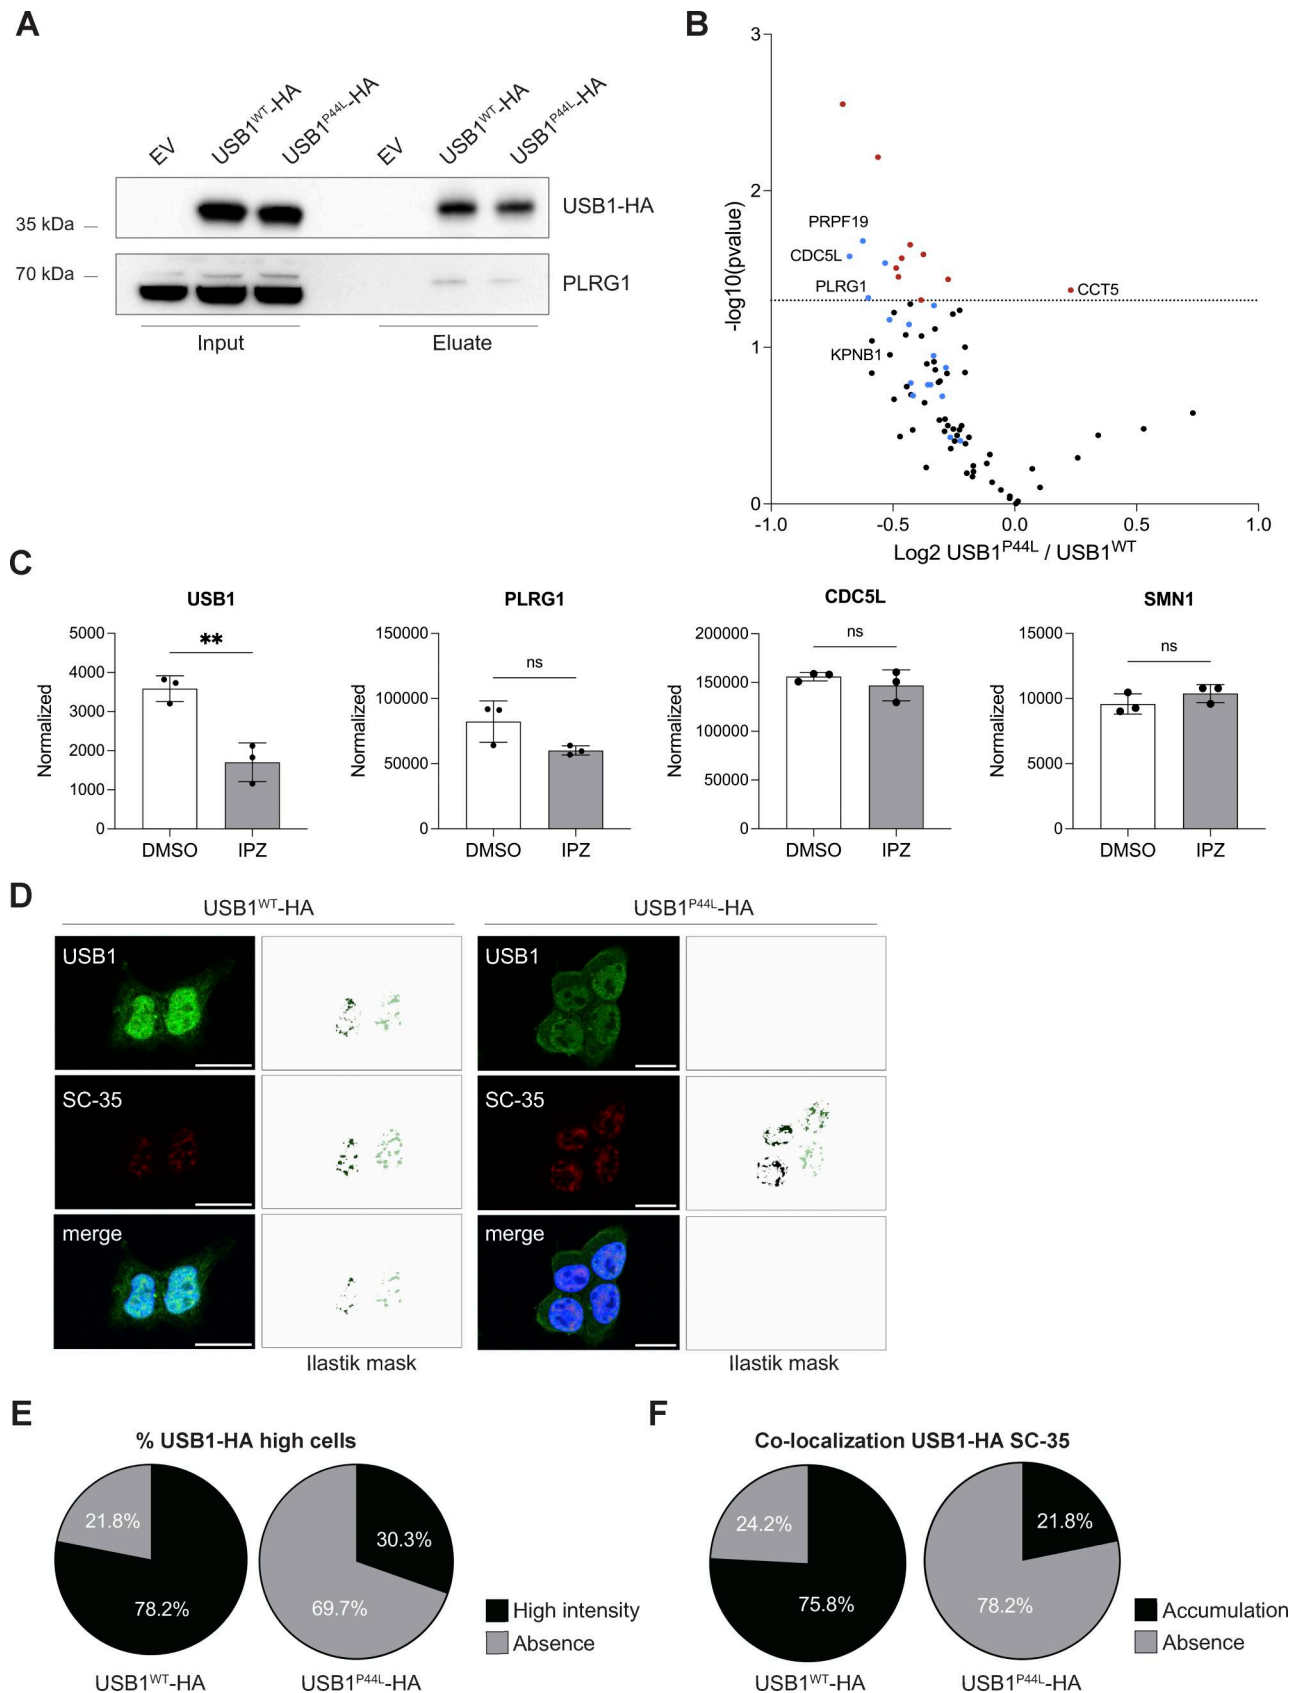 A
EV
USB1WT-HA
USB1P44L-HA
EV
USB1WT-HA
USB1P44L-HA
35 kDa
USB1-HA
70 kDa
PLRG1
Input
Eluate
B
3
2
1
0
-log10(pvalue)
PRPF19
CDC5L
PLRG1
CCT5
KPNB1
-1.0
-0.5
0.0
0.5
1.0
Log2 USB1P44L / USB1WT
C
USB1
5000
4000
3000
2000
1000
0
Normalized
**
DMSO
IPZ
PLRG1
150000
100000
50000
0
Normalized
ns
DMSO
IPZ
CDC5L
200000
150000
100000
50000
0
Normalized
ns
DMSO
IPZ
SMN1
15000
10000
5000
0
Normalized
ns
DMSO
IPZ
D
USB1WT-HA
USB1P44L-HA
USB1
USB1
SC-35
SC-35
merge
merge
Ilastik mask
Ilastik mask
E
% USB1-HA high cells
21.8%
78.2%
30.3%
69.7%
High intensity
Absence
USB1WT-HA
USB1P44L-HA
F
Co-localization USB1-HA SC-35
24.2%
75.8%
21.8%
78.2%
Accumulation
Absence
USB1WT-HA
USB1P44L-HA